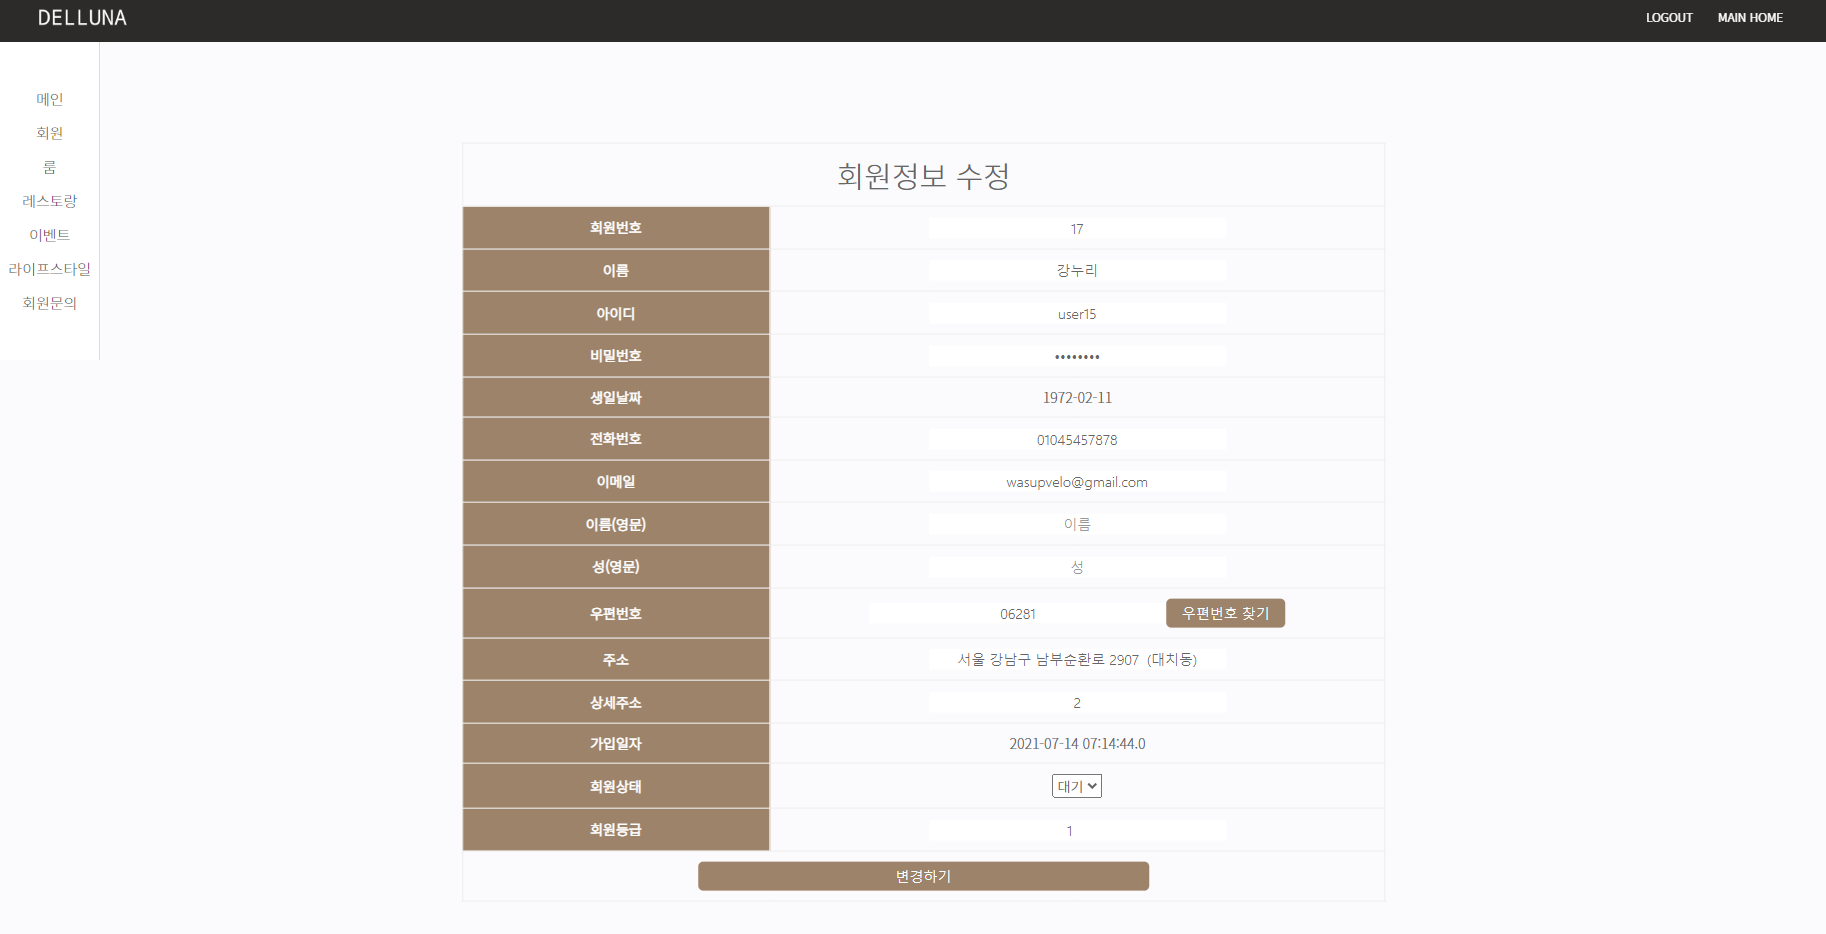 DELLUNA
LOGOUT MAIN HOME
메인
회원
룸
레스토랑
이벤트
라이프스타일
회원문의
회원정보 수정
회원번호 17
이름 강누리
아이디 user15
비밀번호 ••••••••
생일날짜 1972-02-11
전화번호 01045457878
이메일 wasupvelo@gmail.com
이름(영문) 이름
성(영문) 성
우편번호 06281 우편번호 찾기
주소 서울 강남구 남부순환로 2907 (대치동)
상세주소 2
가입일자 2021-07-14 07:14:44.0
회원상태 대기
회원등급 1
변경하기